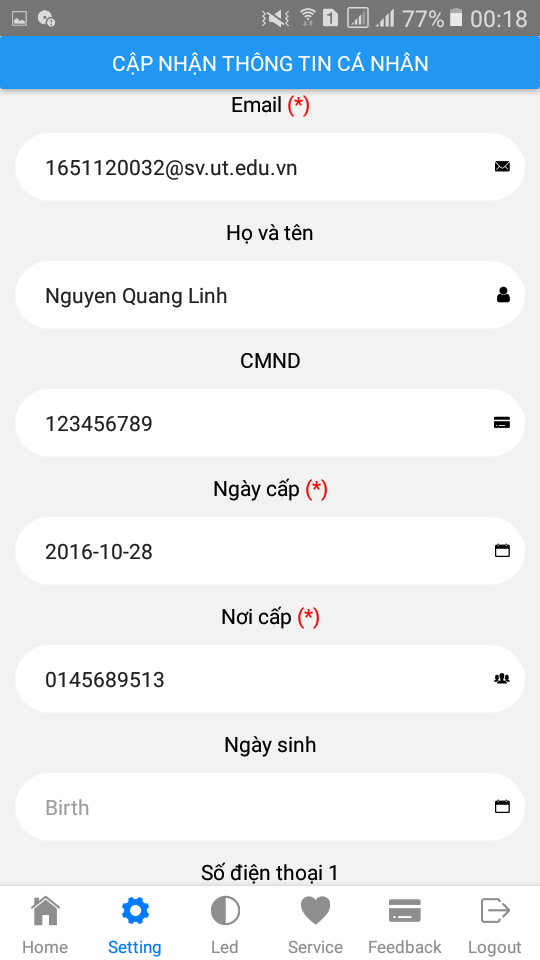 77% 00:18
CẬP NHẬN THÔNG TIN CÁ NHÂN
Email (*)
1651120032@sv.ut.edu.vn
Họ và tên
Nguyen Quang Linh
CMND
123456789
Ngày cấp (*)
2016-10-28
Nơi cấp (*)
0145689513
Ngày sinh
Birth
Số điện thoại 1
Home Setting Led Service Feedback Logout